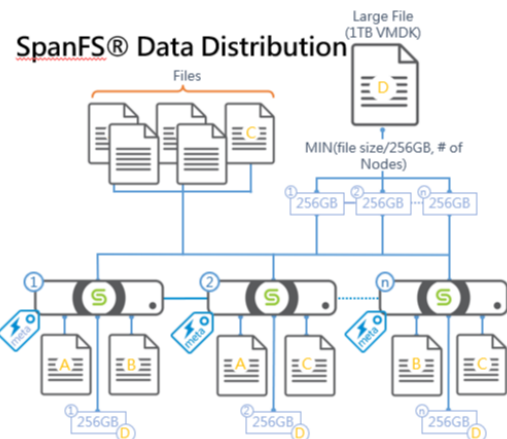 SpanFS® Data Distribution
Large File
(1TB VMDK)
Files
D
C
MIN(file size/256GB, # of
Nodes)
1 256GB
2 256GB
n 256GB
1
2
n
meta
meta
meta
A
B
A
C
B
C
1 256GB D
2 256GB D
n 256GB D